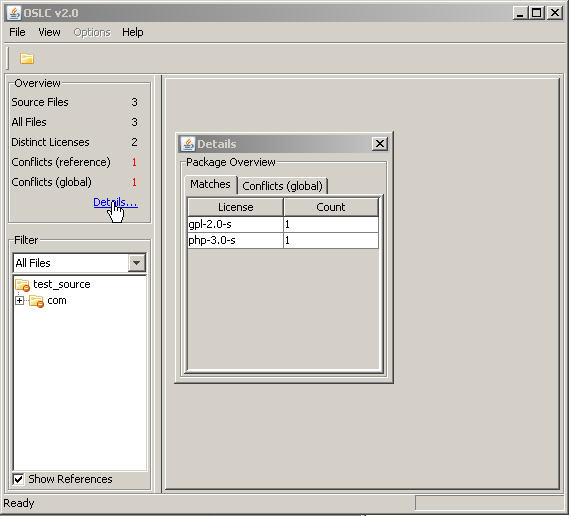 OSLC v2.0
File View Options Help
Overview
Source Files 3
All Files 3
Distinct Licenses 2
Conflicts (reference) 1
Conflicts (global) 1
Details...
Filter
All Files
test_source
com
Show References
Ready
Details
Package Overview
Matches Conflicts (global)
License Count
gpl-2.0-s 1
php-3.0-s 1